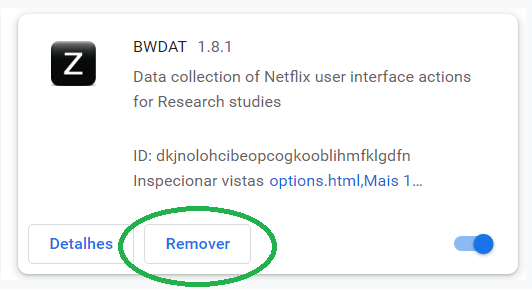 Z
BWDAT 1.8.1
Data collection of Netflix user interface actions
for Research studies
ID: dkjnolohcibeopcogkooblihmfklgdfn
Inspecionar vistas options.html,Mais 1…
Detalhes
Remover